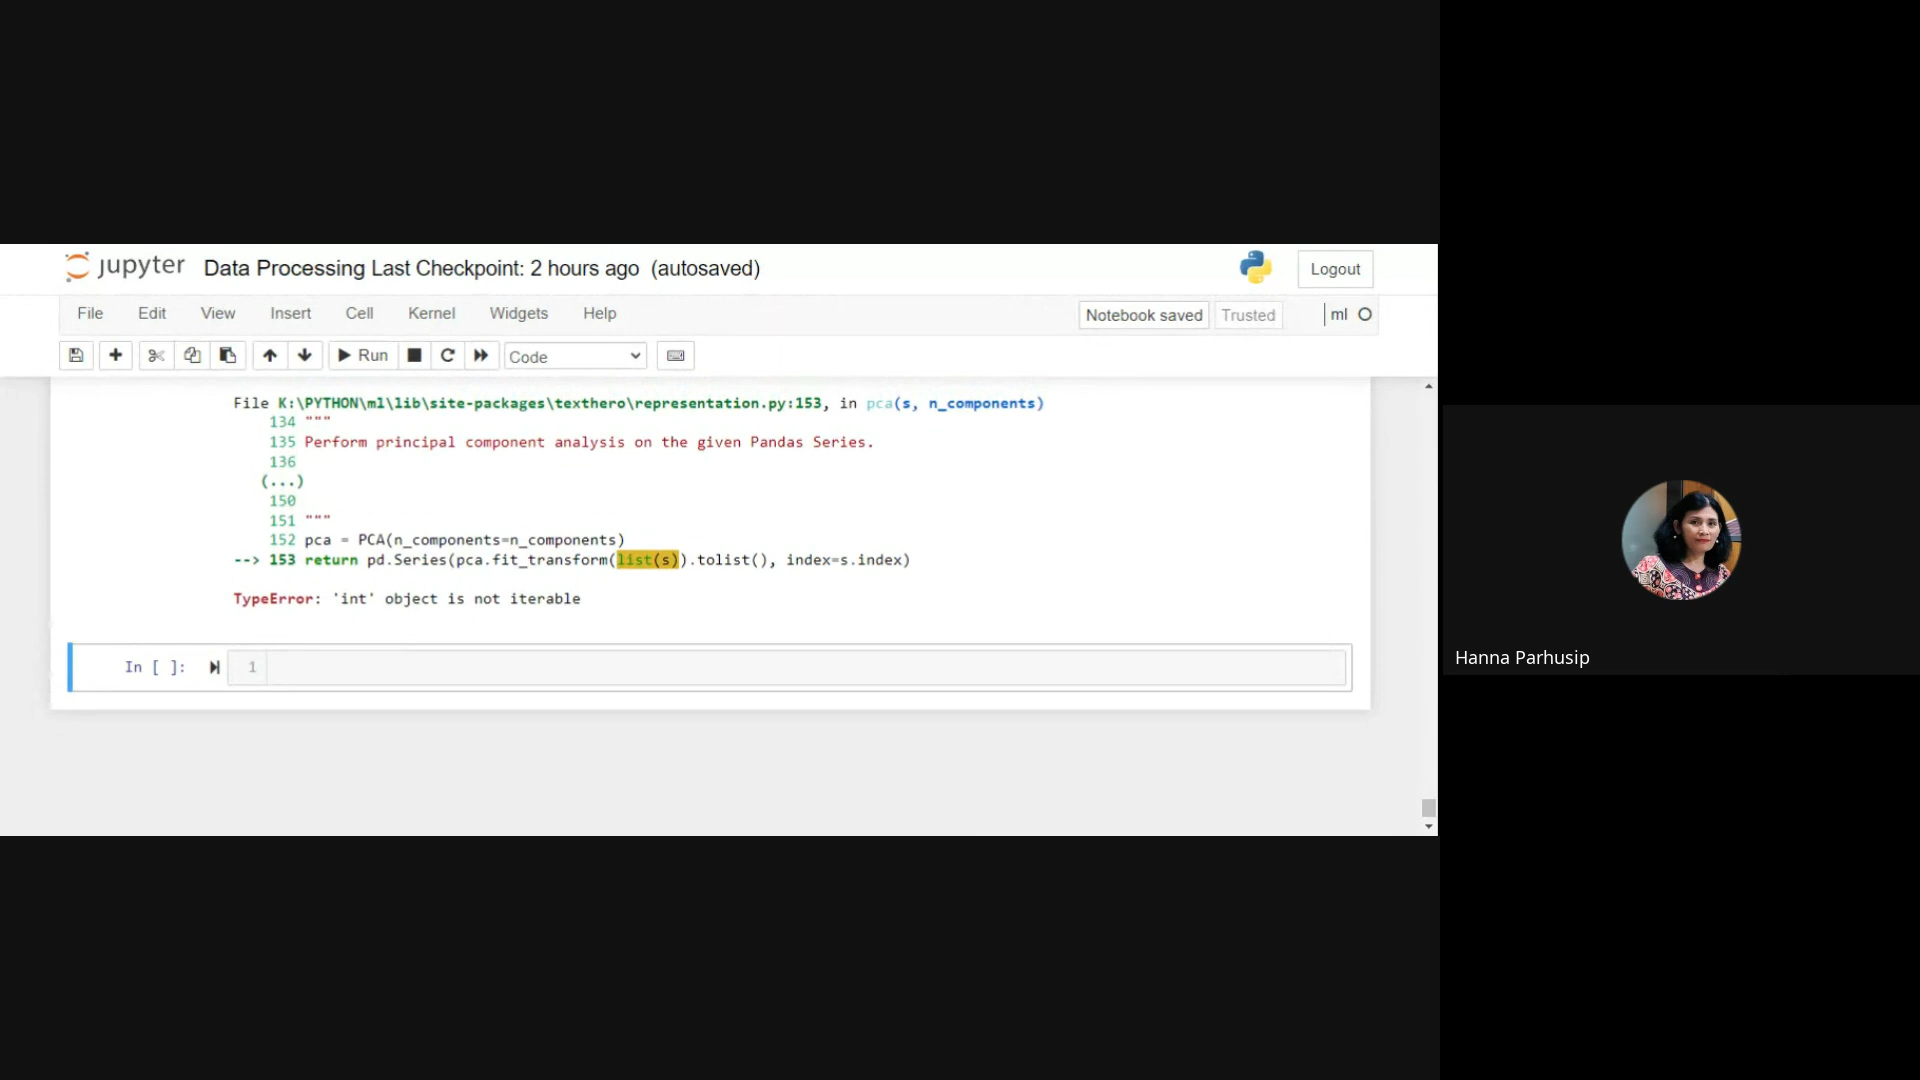 jupyter Data Processing Last Checkpoint: 2 hours ago (autosaved) Logout
File Edit View Insert Cell Kernel Widgets Help Notebook saved Trusted ml
Run Code
File K:\PYTHON\ml\lib\site-packages\texthero\representation.py:153, in pca(s, n_components)
134 """
135 Perform principal component analysis on the given Pandas Series.
136
(...)
150
151 """
152 pca = PCA(n_components=n_components)
--> 153 return pd.Series(pca.fit_transform(list(s)).tolist(), index=s.index)
TypeError: 'int' object is not iterable
In [ ]: 1
Hanna Parhusip